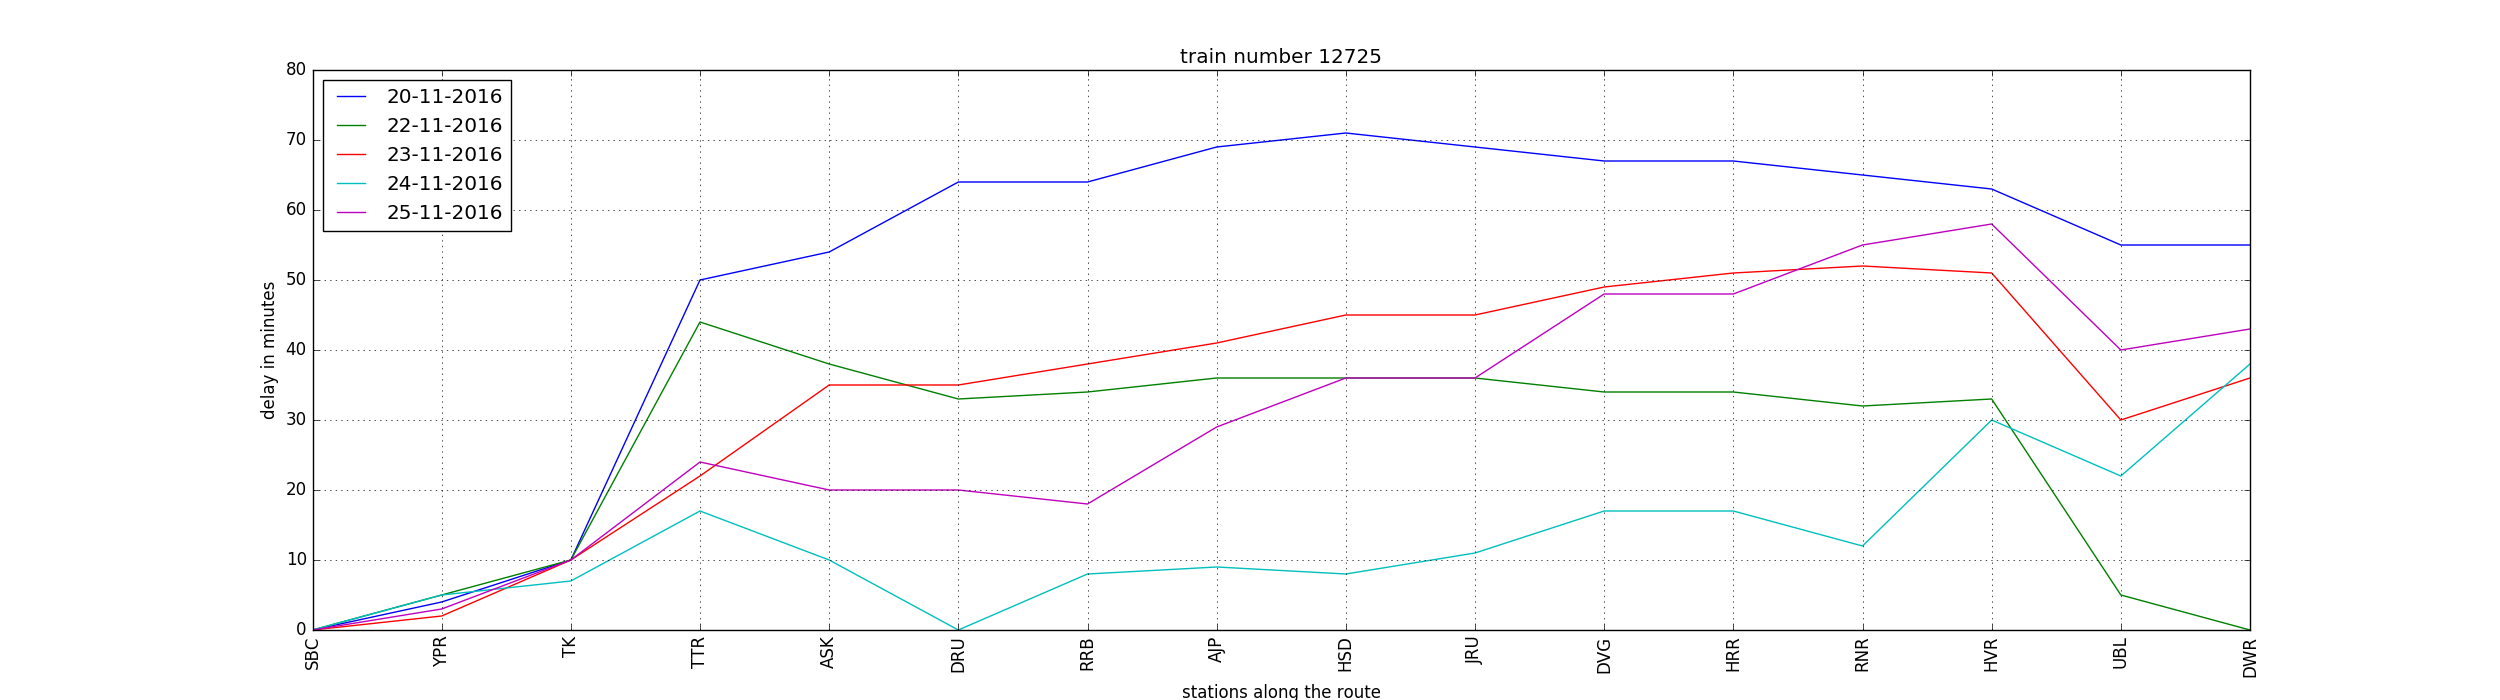 train number 12725
80
70
60
50
40
30
20
10
0
delay in minutes
20-11-2016
22-11-2016
23-11-2016
24-11-2016
25-11-2016
SBC
YPR
TK
TTR
ASK
DRU
RRB
AJP
HSD
JRU
DVG
HRR
RNR
HVR
UBL
DWR
stations along the route